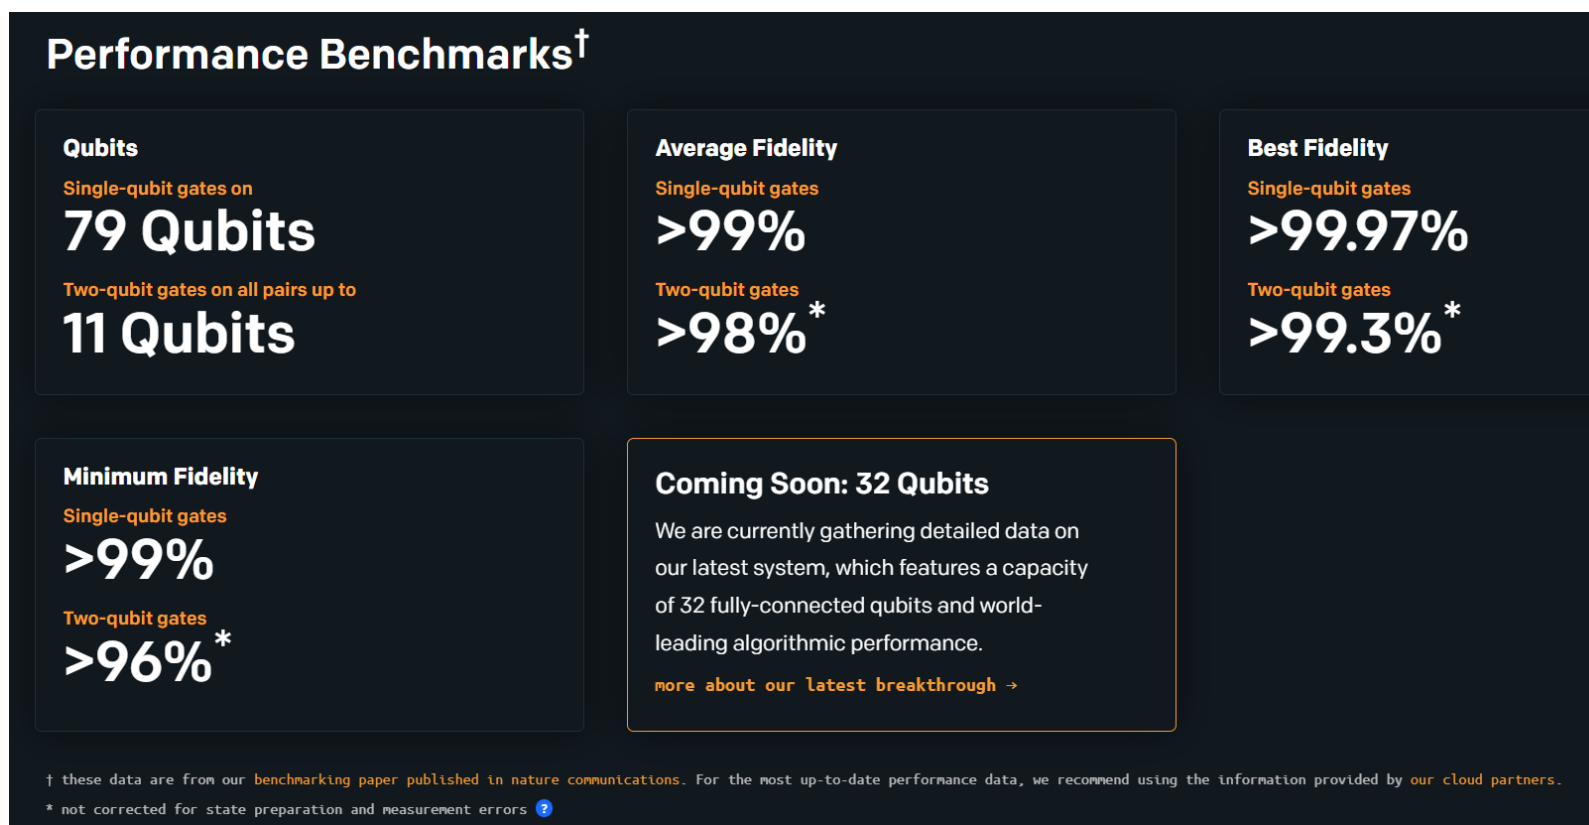 Performance Benchmarks†
Qubits
Single-qubit gates on
79 Qubits
Two-qubit gates on all pairs up to
11 Qubits
Average Fidelity
Single-qubit gates
>99%
Two-qubit gates
>98%*
Best Fidelity
Single-qubit gates
>99.97%
Two-qubit gates
>99.3%*
Minimum Fidelity
Single-qubit gates
>99%
Two-qubit gates
>96%*
Coming Soon: 32 Qubits
We are currently gathering detailed data on
our latest system, which features a capacity
of 32 fully-connected qubits and world-
leading algorithmic performance.
more about our latest breakthrough →
† these data are from our benchmarking paper published in nature communications. For the most up-to-date performance data, we recommend using the information provided by our cloud partners.
* not corrected for state preparation and measurement errors ?